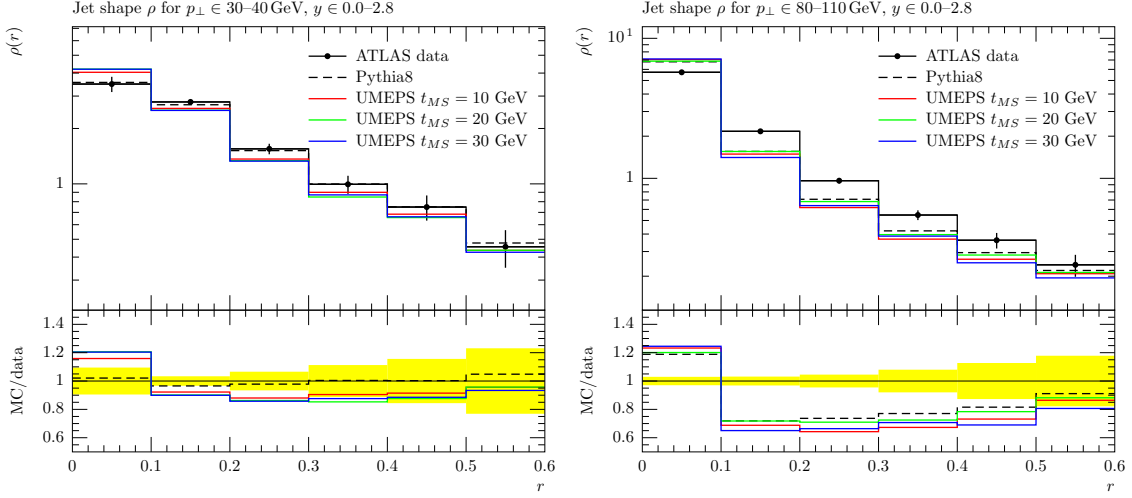 Jet shape ρ for p⊥ ∈ 30–40 GeV, y ∈ 0.0–2.8
ρ(r)
ATLAS data
Pythia8
UMEPS t_MS = 10 GeV
UMEPS t_MS = 20 GeV
UMEPS t_MS = 30 GeV
1
MC/data
1.4
1.2
1
0.8
0.6
0 0.1 0.2 0.3 0.4 0.5 0.6
r
Jet shape ρ for p⊥ ∈ 80–110 GeV, y ∈ 0.0–2.8
ρ(r)
10¹
ATLAS data
Pythia8
UMEPS t_MS = 10 GeV
UMEPS t_MS = 20 GeV
UMEPS t_MS = 30 GeV
1
MC/data
1.4
1.2
1
0.8
0.6
0 0.1 0.2 0.3 0.4 0.5 0.6
r